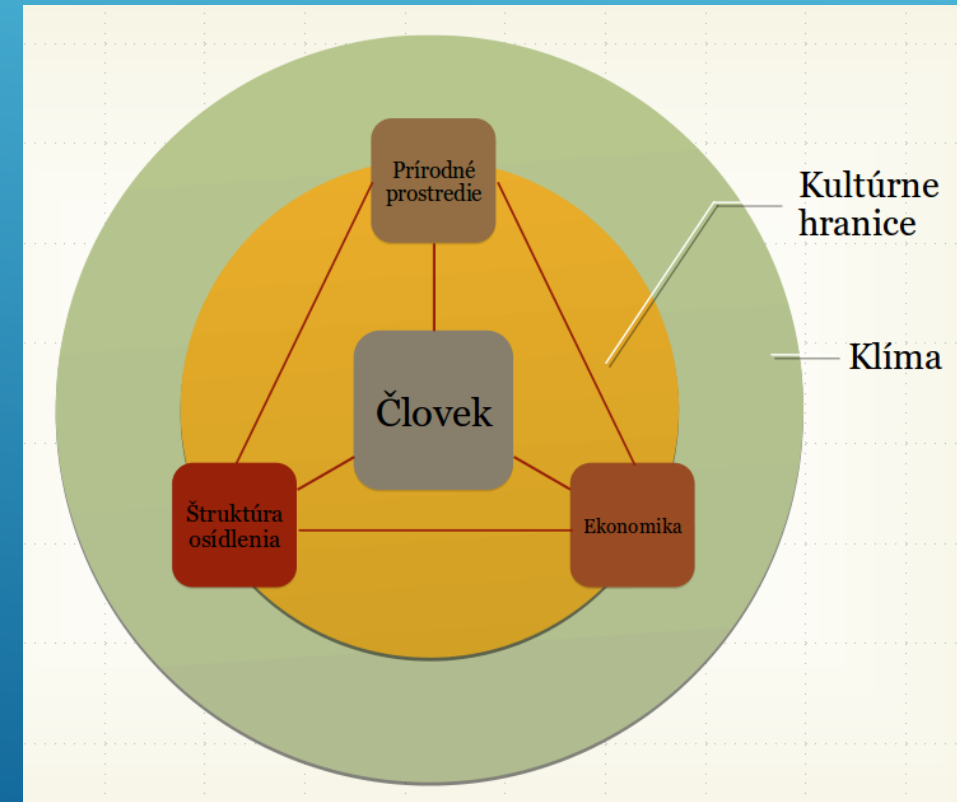 Prírodné
prostredie
Kultúrne
hranice
Klíma
Človek
Štruktúra
osídlenia
Ekonomika